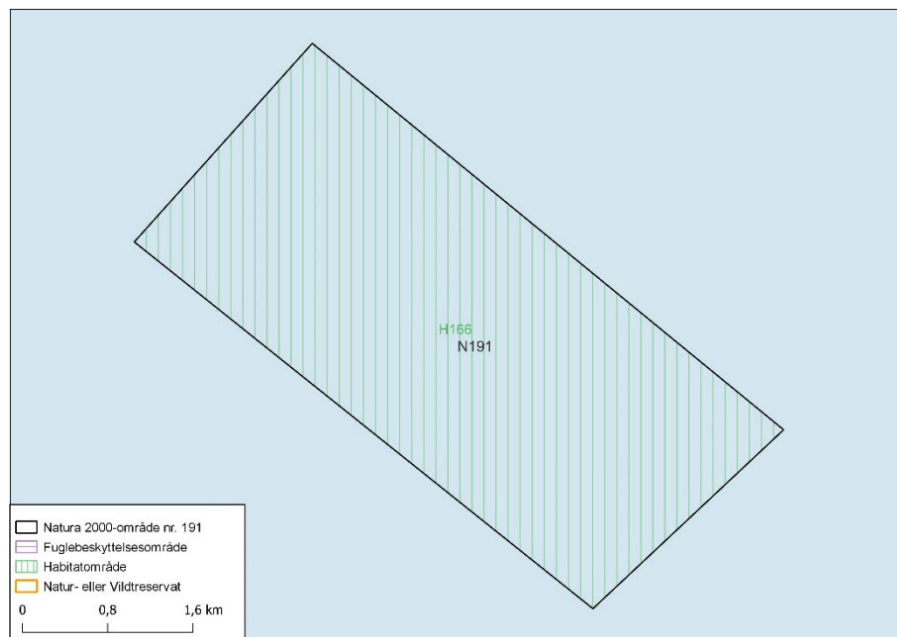 H166
N191
Natura 2000-område nr. 191
Fuglebeskyttelsesområde
Habitatområde
Natur- eller Vildtreservat
0 0,8 1,6 km